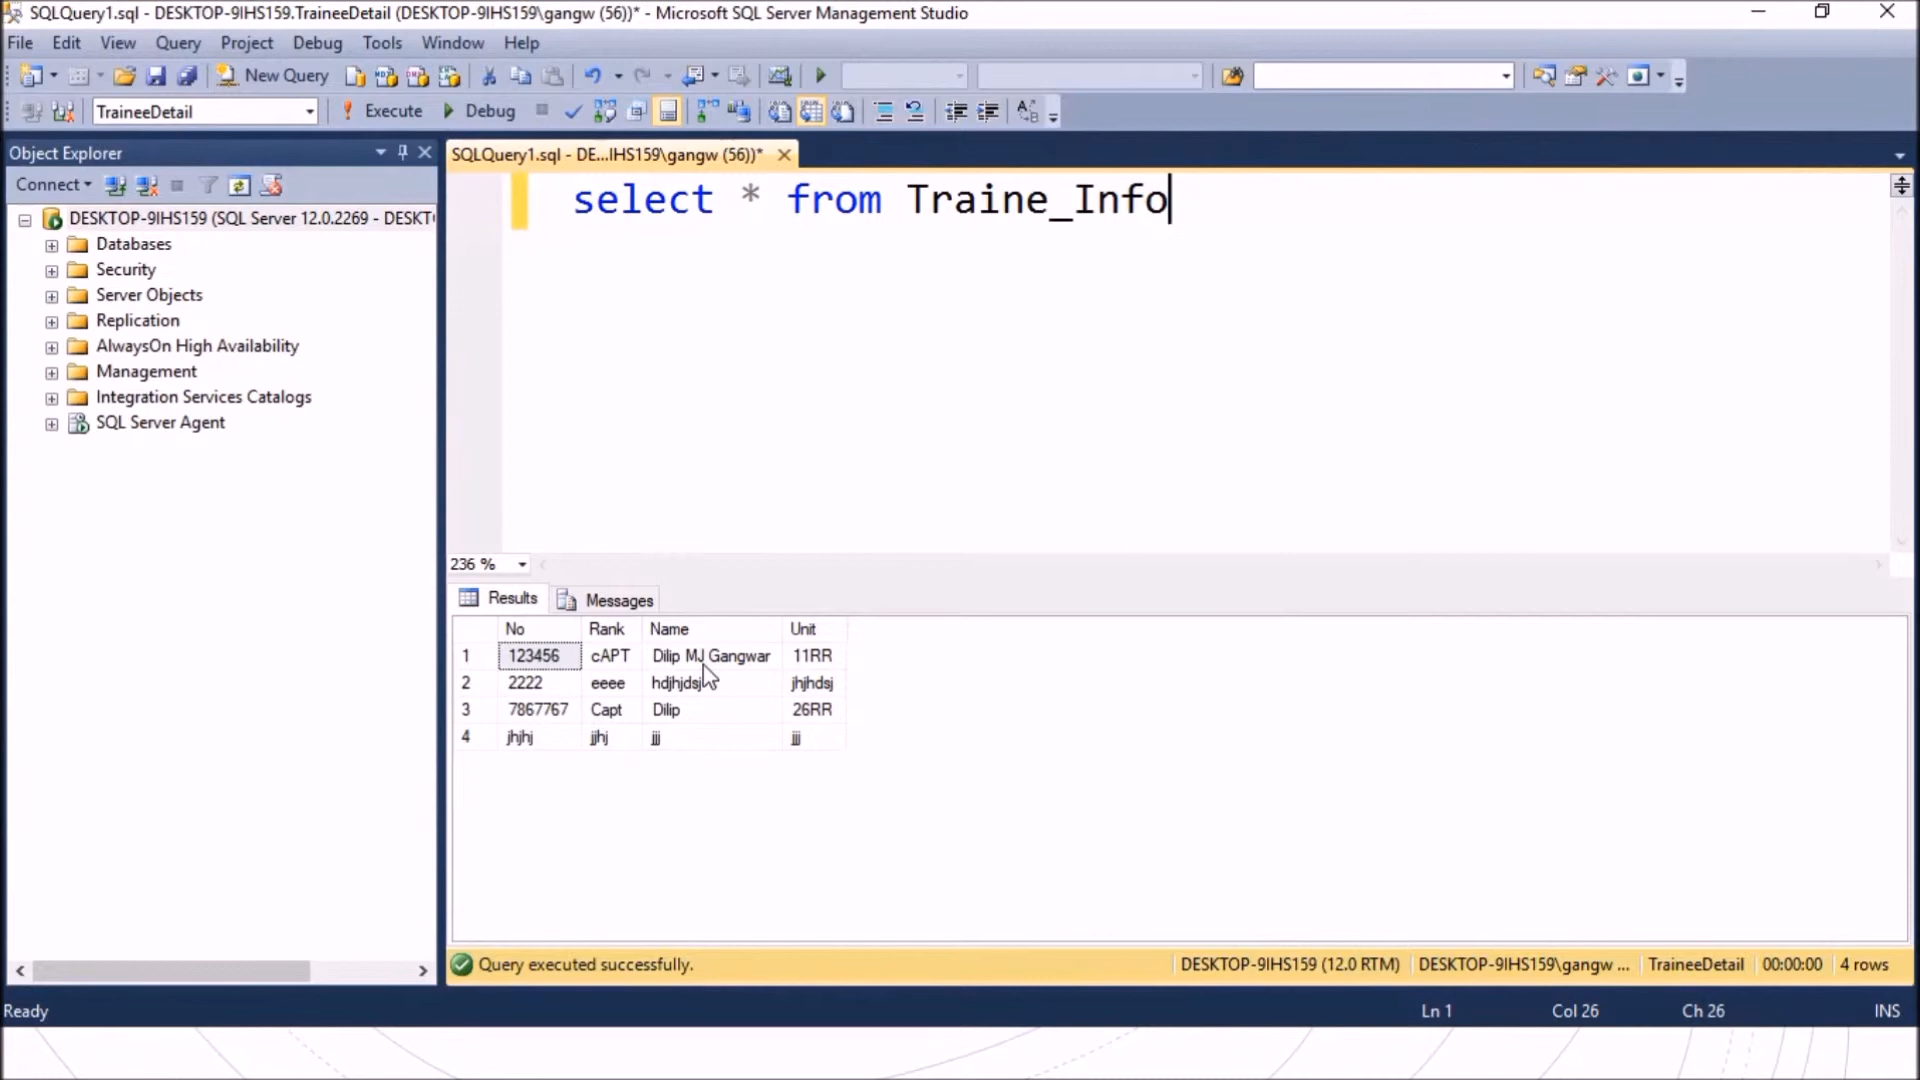 SQLQuery1.sql - DESKTOP-9IHS159.TraineeDetail (DESKTOP-9IHS159\gangw (56))* - Microsoft SQL Server Management Studio
File Edit View Query Project Debug Tools Window Help
New Query
TraineeDetail Execute Debug
Object Explorer
SQLQuery1.sql - DE...IHS159\gangw (56))*
Connect
DESKTOP-9IHS159 (SQL Server 12.0.2269 - DESKT
Databases
Security
Server Objects
Replication
AlwaysOn High Availability
Management
Integration Services Catalogs
SQL Server Agent
select * from Traine_Info
236 %
Results Messages
No Rank Name Unit
1 123456 cAPT Dilip MJ Gangwar 11RR
2 2222 eeee hdjhjdsj jhjhdsj
3 7867767 Capt Dilip 26RR
4 jhjhj jjhj jjj jjj
Query executed successfully. DESKTOP-9IHS159 (12.0 RTM) DESKTOP-9IHS159\gangw ... TraineeDetail 00:00:00 4 rows
Ready Ln 1 Col 26 Ch 26 INS